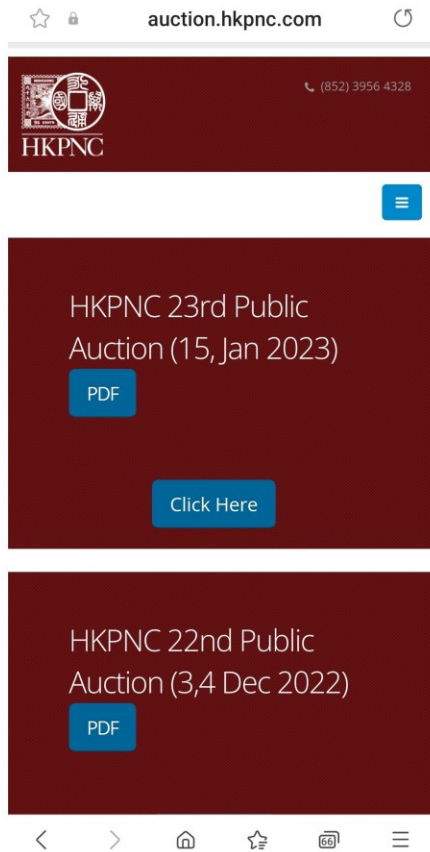 auction.hkpnc.com
(852) 3956 4328
HKPNC
HKPNC 23rd Public
Auction (15, Jan 2023)
PDF
Click Here
HKPNC 22nd Public
Auction (3,4 Dec 2022)
PDF
66